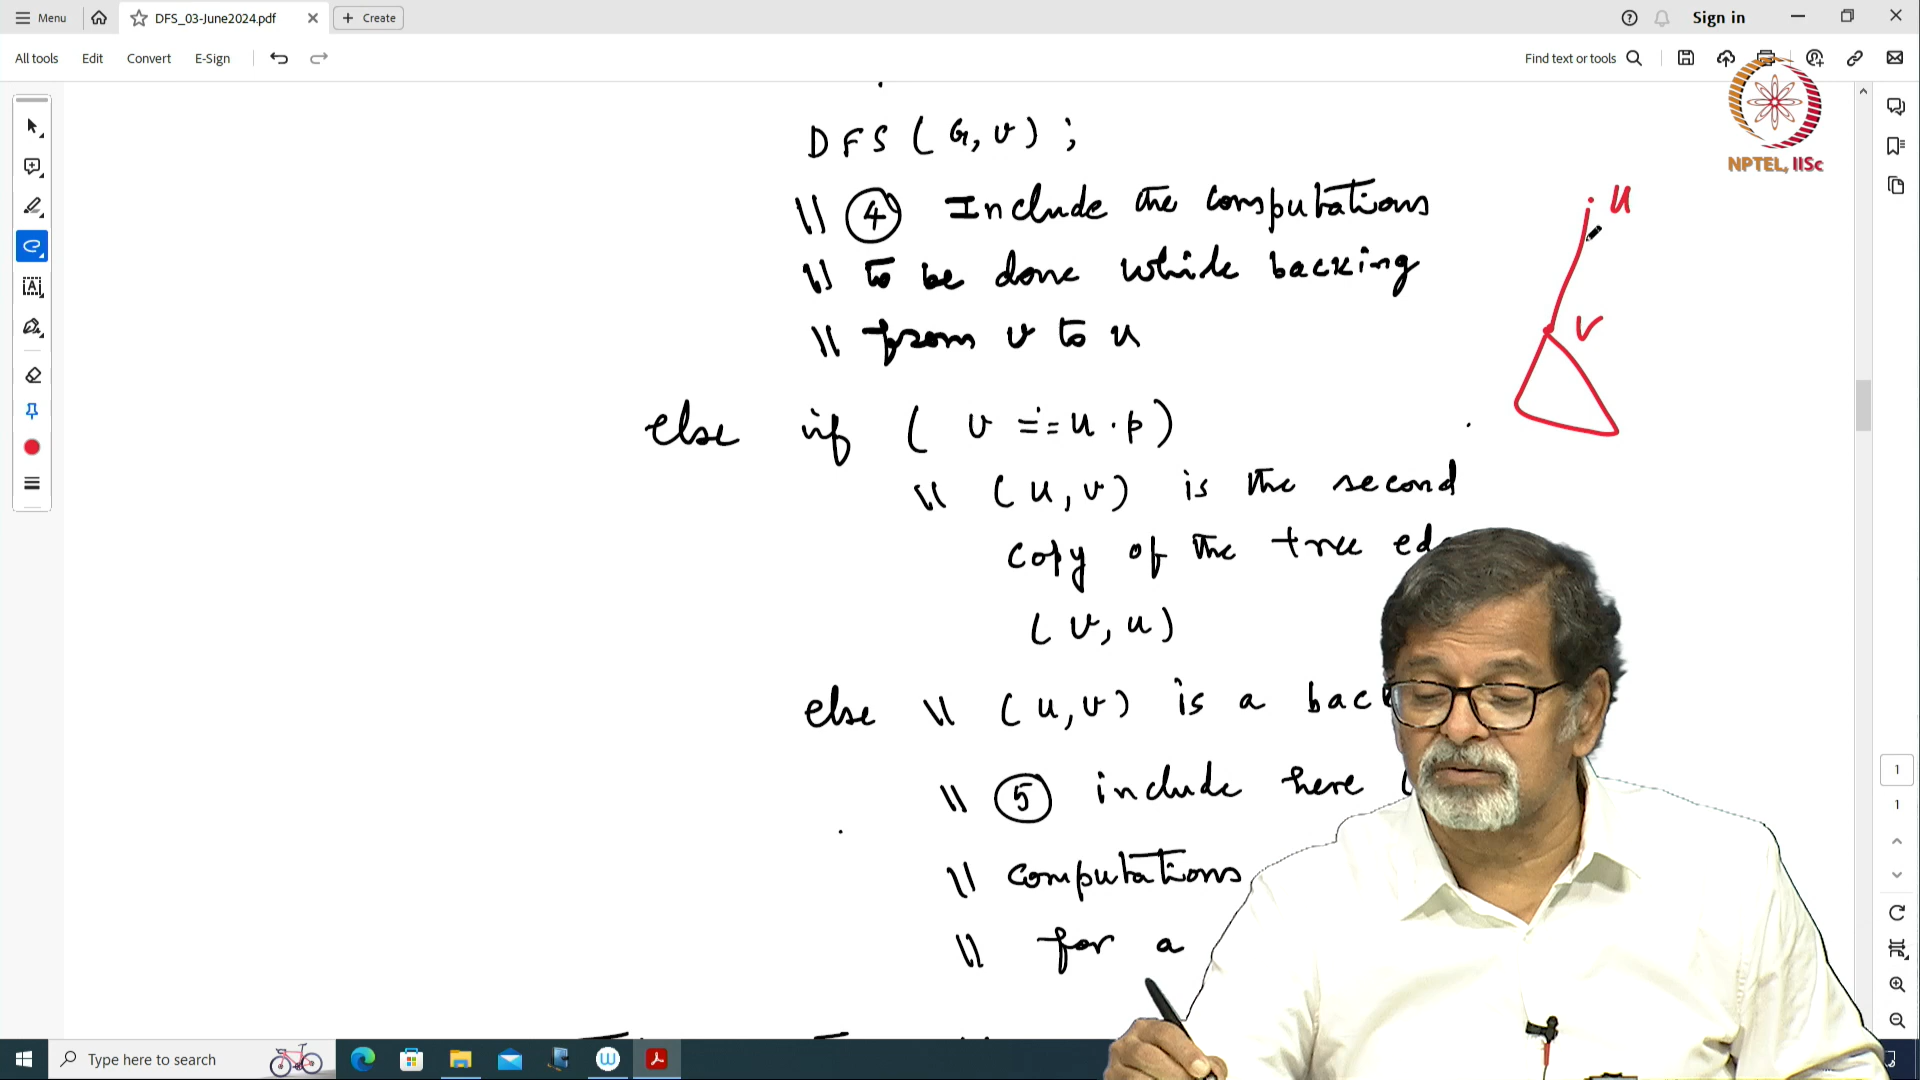 Menu
DFS_03-June2024.pdf
Create
Sign in
All tools
Edit
Convert
E-Sign
Find text or tools
NPTEL, IISc
DFS (G, v) ;
\\ 4 Include the computations
\\ to be done while backing
\\ from v to u
u
v
else if ( v == u.p )
\\ (u, v) is the second
copy of the tree
(v, u)
else \\ (u, v) is a
\\ 5 include here
\\ computations
\\ for a
1
1
Type here to search